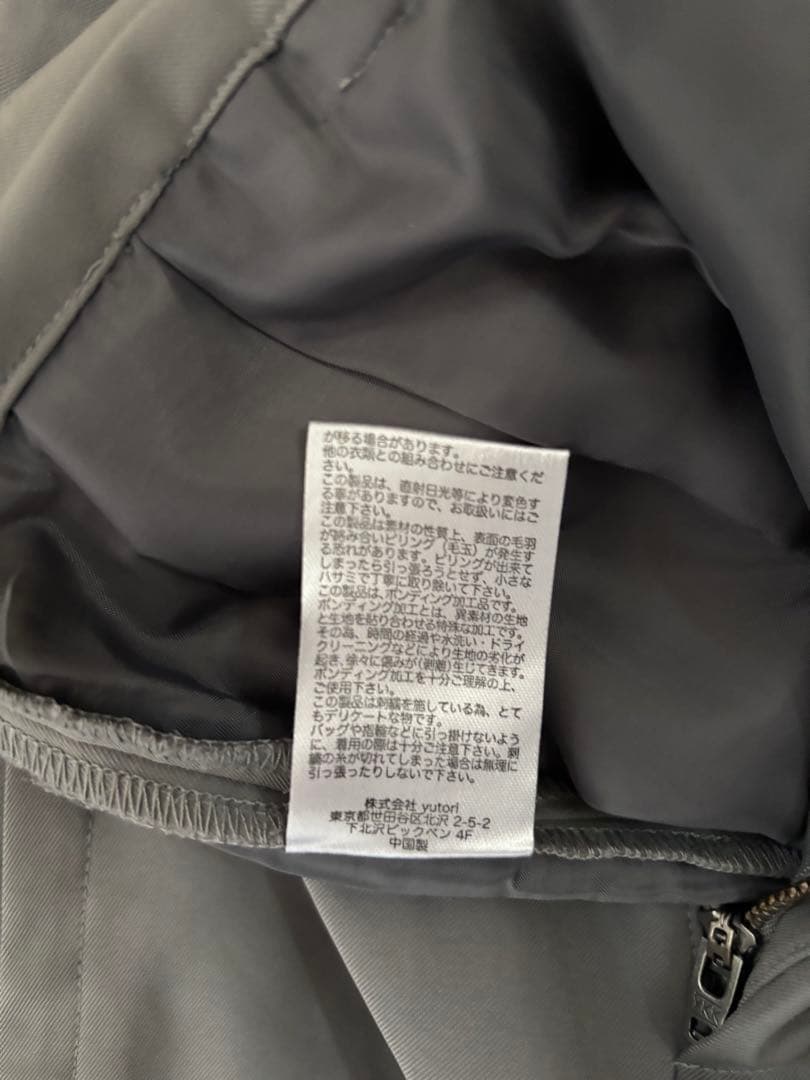 が移る場合があります。
他の衣類との組み合わせにご注意くだ
さい。
この製品は、直射日光等により変色す
る事がありますので、お取扱いにはご
注意下さい。
この製品は素材の性質上、表面の毛羽
が絡み合いピリング（毛玉）が発生す
る恐れがあります。ピリングが出来て
しまったら引っ張ろうとせず、小さな
ハサミで丁寧に取り除いて下さい。
この製品は、ボンディング加工品です。
ボンディング加工とは、異素材の生地
と生地を貼り合わせる特殊な加工です。
その為、時間の経過や水洗い・ドライ
クリーニングなどにより生地の劣化が
起き、徐々に傷みが（剥離）生じてきます。
ボンディング加工を十分ご理解の上、
ご使用下さい。
この製品は刺繍を施している為、とて
もデリケートな物です。
バッグや指輪などに引っ掛けないよう
に、着用の際は十分ご注意下さい。刺
繍の糸が切れてしまった場合は無理に
引っ張ったりしないで下さい。
株式会社 yutori
東京都世田谷区北沢 2-5-2
下北沢ビックベン 4F
中国製